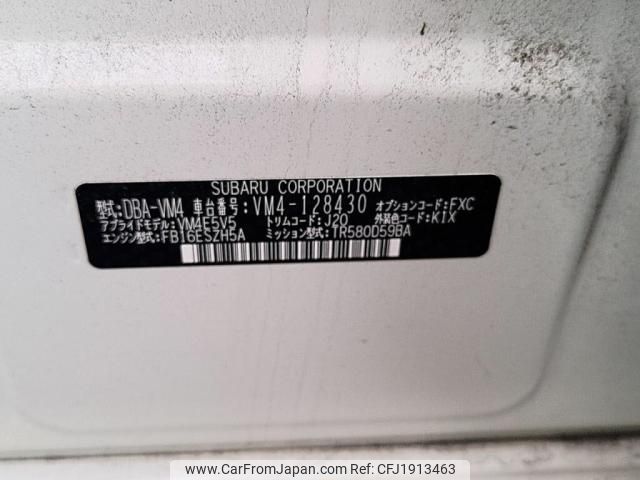 SUBARU CORPORATION
型式:DBA-VM4 車台番号:VM4-128430 オプションコード:FXC
アプライドモデル:VM4E5V5 トリムコード:J20 外装色コード:K1X
エンジン型式:FB16ESZH5A ミッション型式:TR580D59BA
www.CarFromJapan.com - CFJ1913463